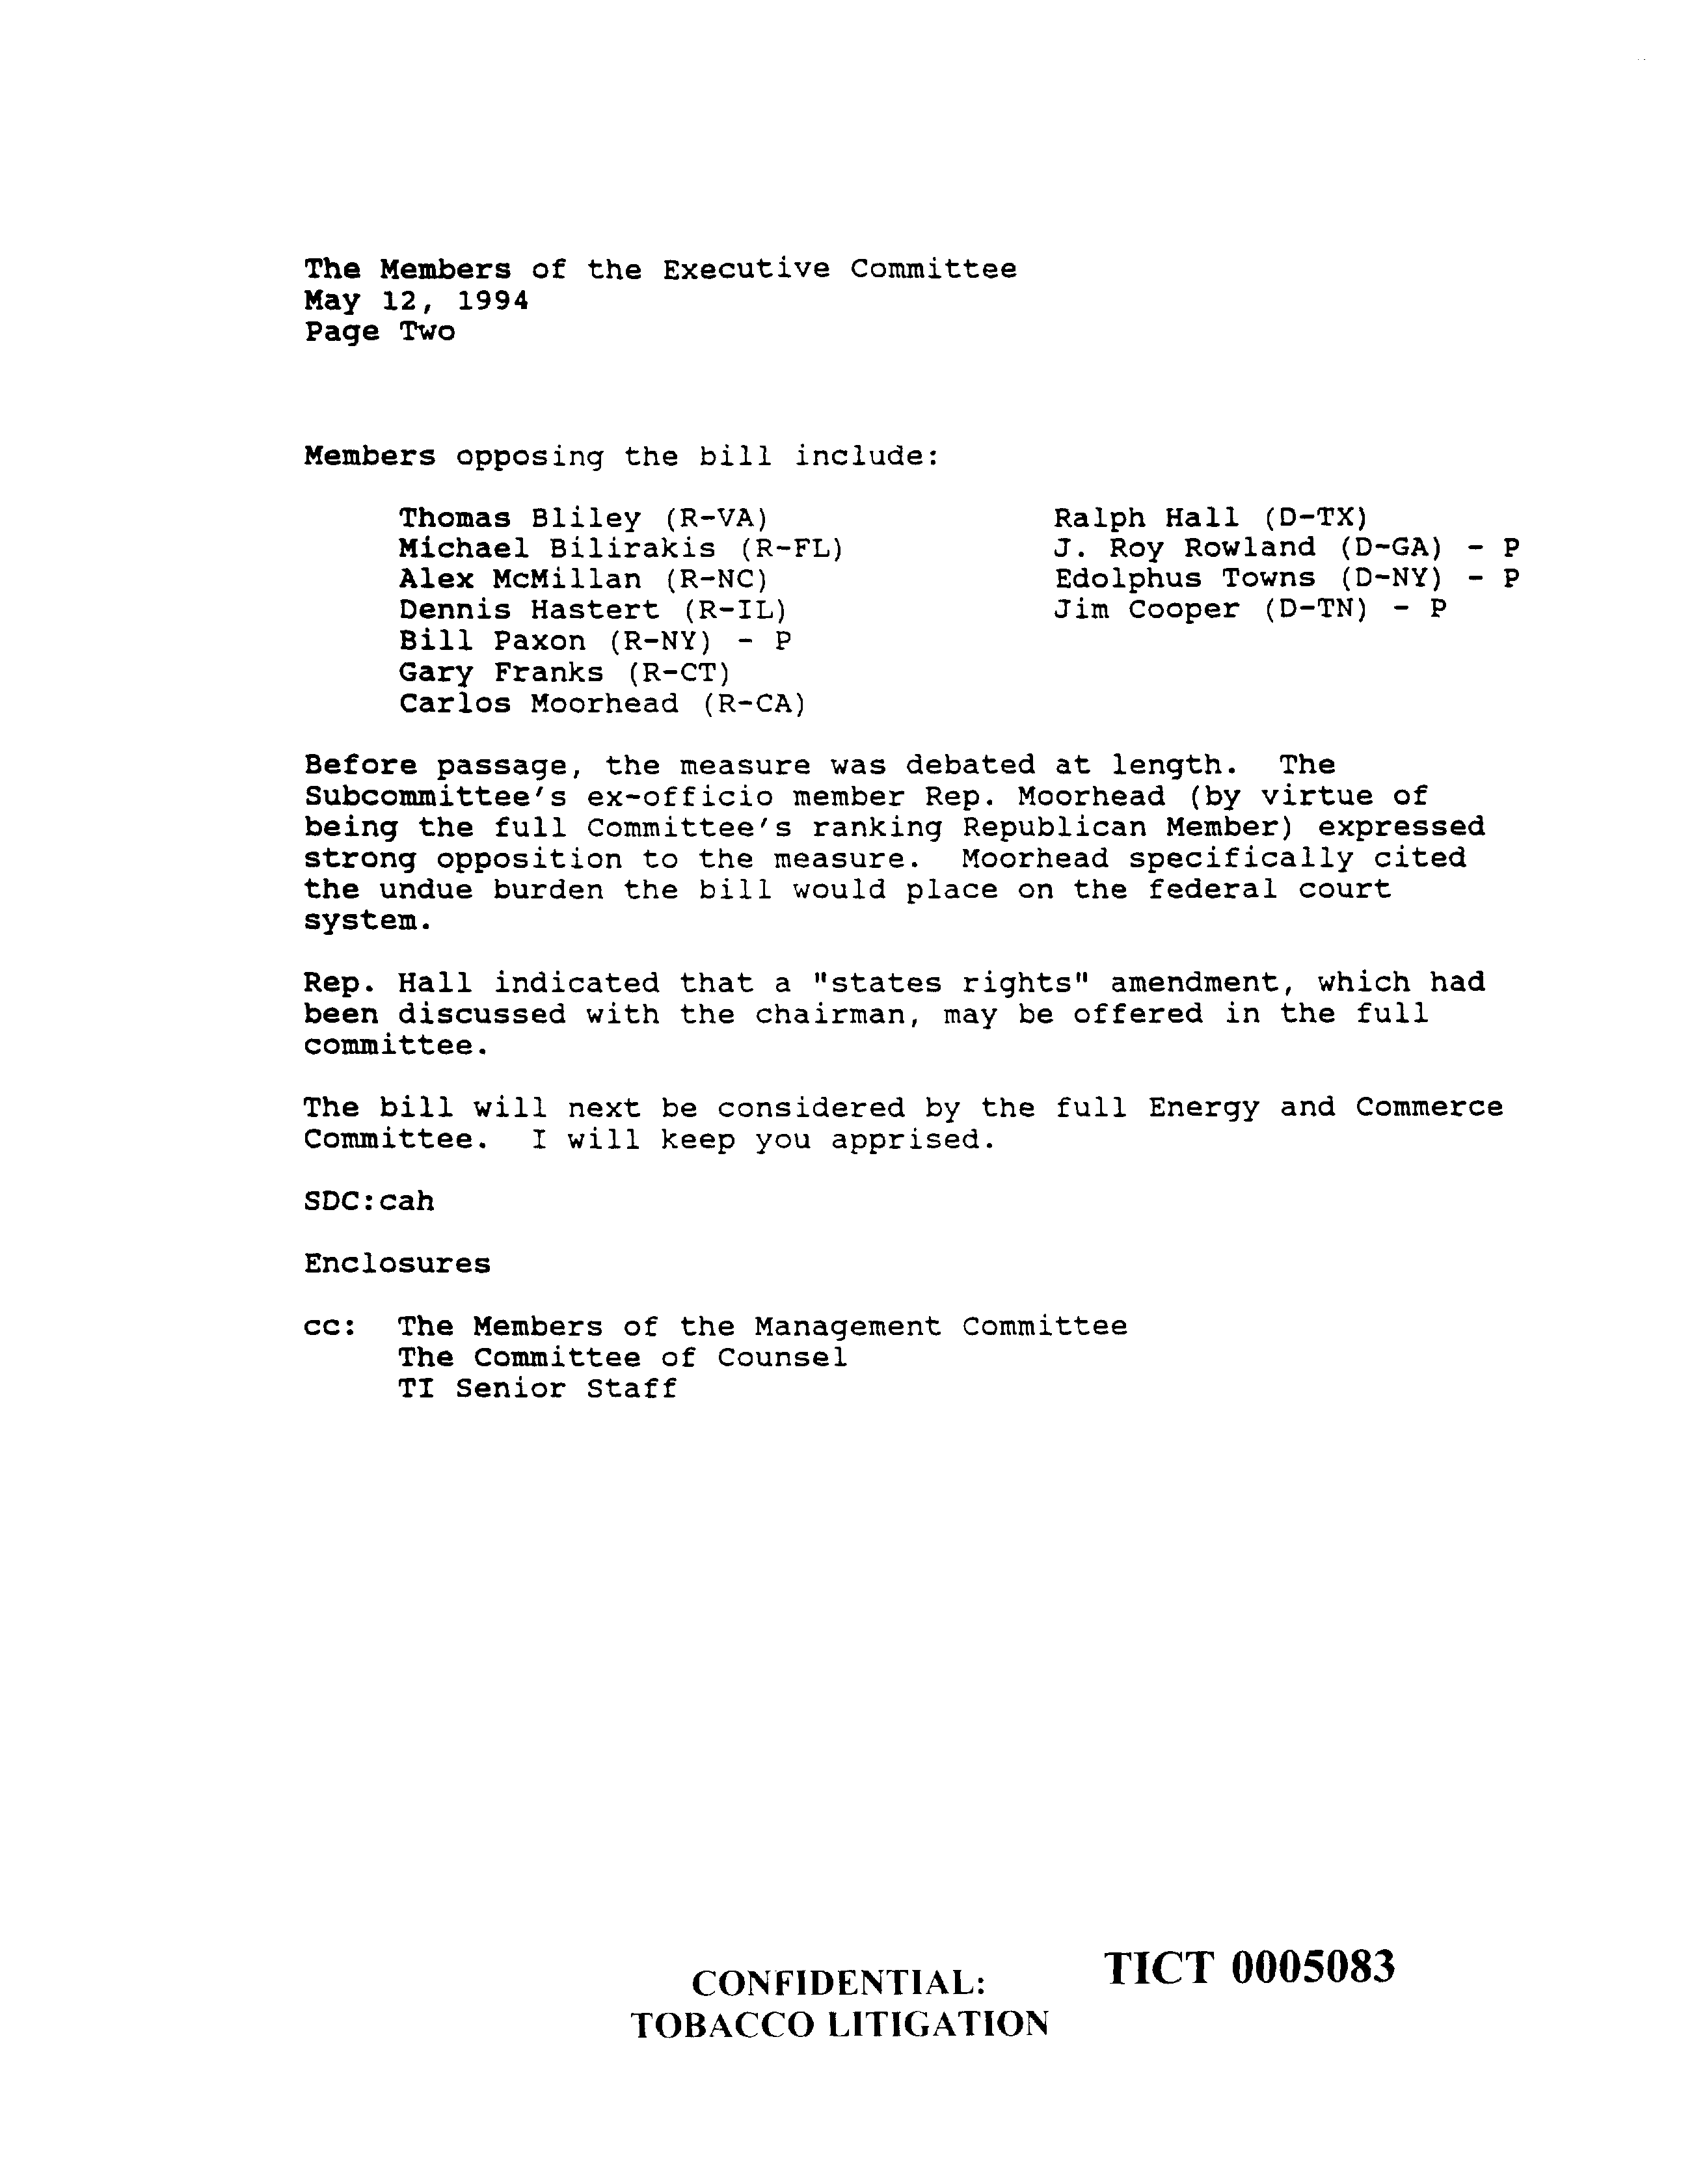 The Members of the Executive Committee
May 12, 1994
Page Two
Members opposing the bill include:
Thomas Bliley (R-VA)
Michael Bilirakis (R-FL)
Alex McMillan (R-NC)
Dennis Hastert (R-IL)
Bill Paxon (R-NY) - P
Gary Franks (R-CT)
Carlos Moorhead (R-CA)
Ralph Hall (D-TX)
J. Roy Rowland (D-GA) - P
Edolphus Towns (D-NY) - P
Jim Cooper (D-TN) - P
Before passage, the measure was debated at length. The
Subcommittee's ex-officio member Rep. Moorhead (by virtue of
being the full Committee's ranking Republican Member) expressed
strong opposition to the measure. Moorhead specifically cited
the undue burden the bill would place on the federal court
system.
Rep. Hall indicated that a "states rights" amendment, which had
been discussed with the chairman, may be offered in the full
committee.
The bill will next be considered by the full Energy and Commerce
Committee. I will keep you apprised.
SDC:cah
Enclosures
cc: The Members of the Management Committee
The Committee of Counsel
TI Senior Staff
CONFIDENTIAL:
TOBACCO LITIGATION
TICT 0005083